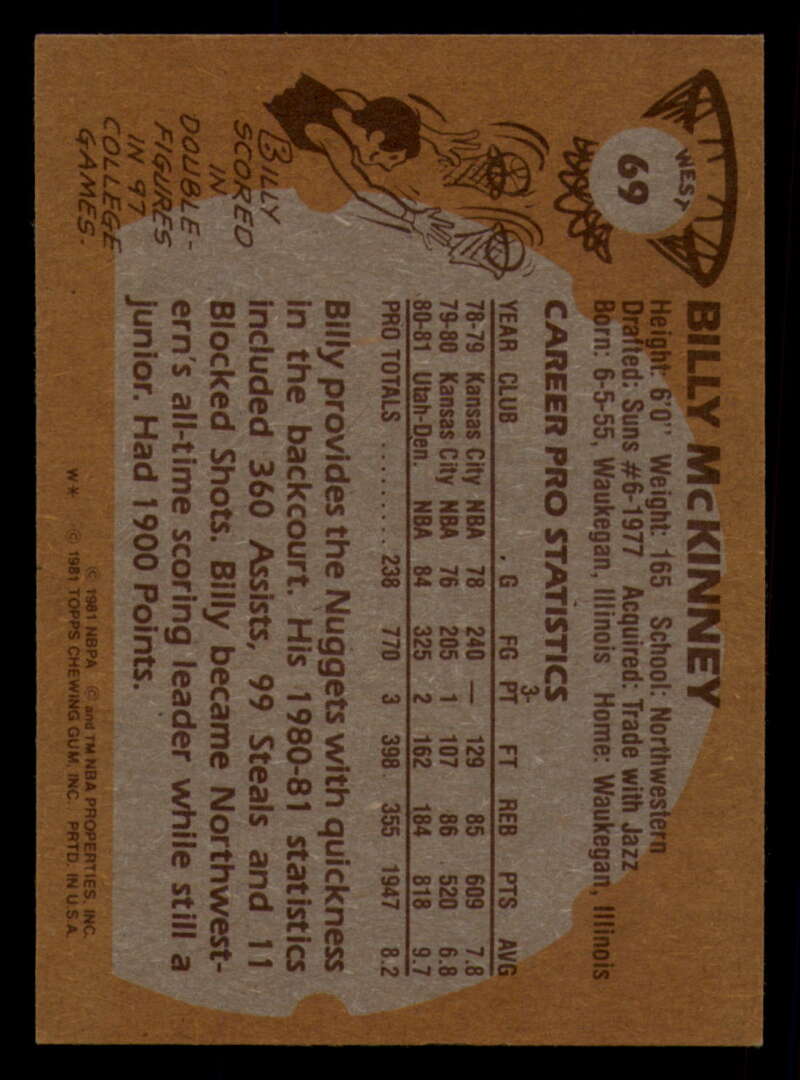 WEST
69
BILLY McKINNEY
Height: 6'0" Weight: 165 School: Northwestern
Drafted: Suns #6-1977 Acquired: Trade with Jazz
Born: 6-5-55, Waukegan, Illinois Home: Waukegan, Illinois
CAREER PRO STATISTICS
3-
YEAR CLUB G FG PT FT REB PTS AVG
78-79 Kansas City NBA 78 240 — 129 85 609 7.8
79-80 Kansas City NBA 76 205 1 107 86 520 6.8
80-81 Utah-Den. NBA 84 325 2 162 184 818 9.7
PRO TOTALS .......... 238 770 3 398 355 1947 8.2
Billy provides the Nuggets with quickness
in the backcourt. His 1980-81 statistics
included 360 Assists, 99 Steals and 11
Blocked Shots. Billy became Northwest-
ern's all-time scoring leader while still a
junior. Had 1900 Points.
BILLY
SCORED
IN
DOUBLE-
FIGURES
IN 97
COLLEGE
GAMES.
© 1981 NBPA © and TM NBA PROPERTIES, INC.
W* © 1981 TOPPS CHEWING GUM, INC. PRTD. IN U.S.A.